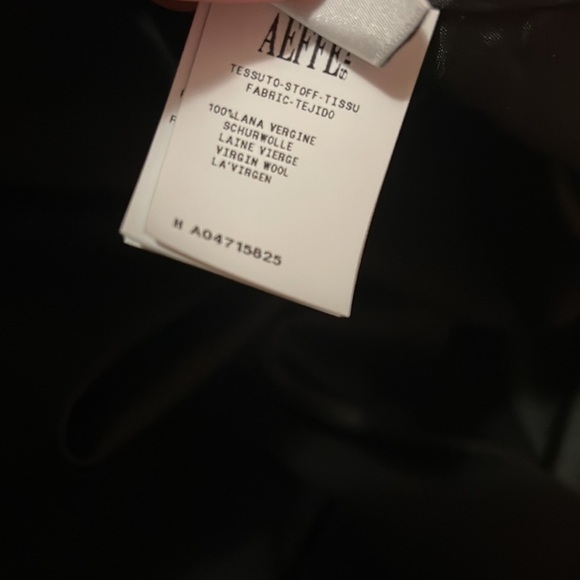 AEFFE
TESSUTO-STOFF-TISSU
FABRIC-TEJIDO
100%LANA VERGINE
SCHURWOLLE
LAINE VIERGE
VIRGIN WOOL
LA'VIRGEN
H A04715825